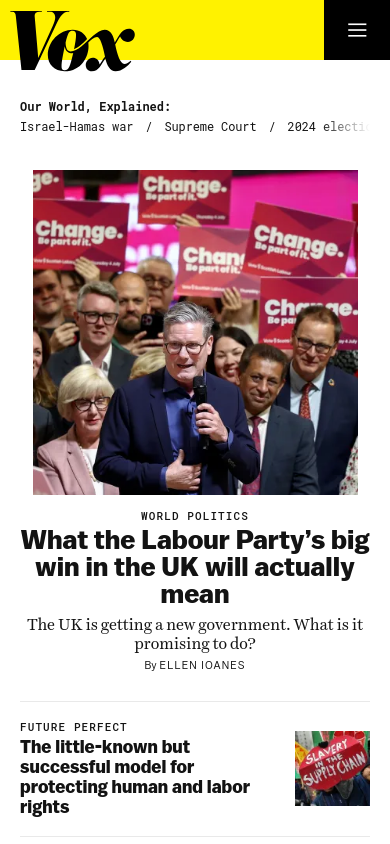 Vox
Our World, Explained:
Israel-Hamas war / Supreme Court / 2024 electi
Change.
Be part of it.
Change.
Be part of it.
Change.
Be part of it.
Change.
Be part of it.
Change.
Be part of it.
WORLD POLITICS
What the Labour Party’s big
win in the UK will actually
mean
The UK is getting a new government. What is it
promising to do?
By ELLEN IOANES
FUTURE PERFECT
The little-known but
successful model for
protecting human and labor
rights
SLAVERY
IN THE
SUPPLY CHAIN